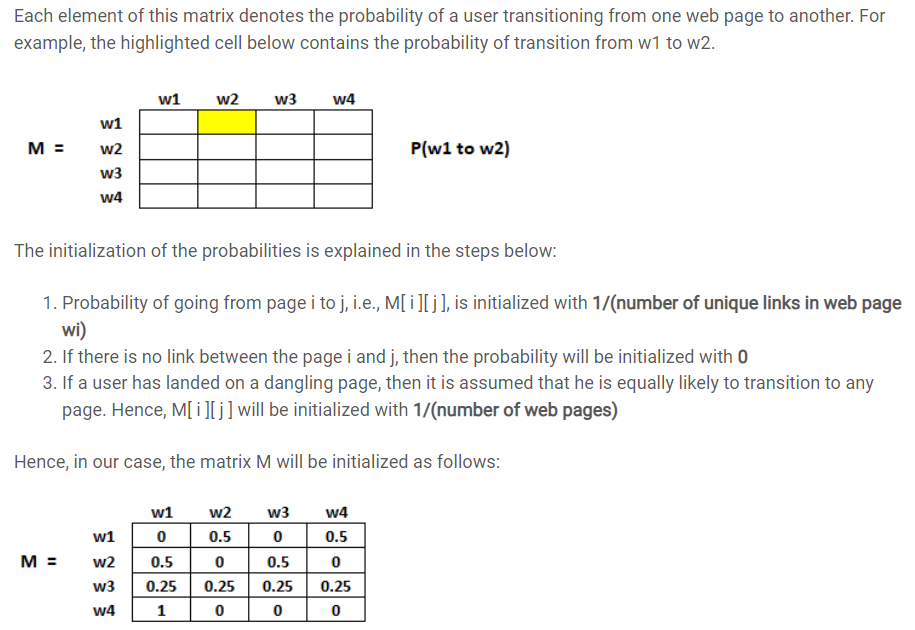 Each element of this matrix denotes the probability of a user transitioning from one web page to another. For
example, the highlighted cell below contains the probability of transition from w1 to w2.
w1 w2 w3 w4
w1
M = w2 P(w1 to w2)
w3
w4
The initialization of the probabilities is explained in the steps below:
1. Probability of going from page i to j, i.e., M[ i ][ j ], is initialized with 1/(number of unique links in web page
wi)
2. If there is no link between the page i and j, then the probability will be initialized with 0
3. If a user has landed on a dangling page, then it is assumed that he is equally likely to transition to any
page. Hence, M[ i ][ j ] will be initialized with 1/(number of web pages)
Hence, in our case, the matrix M will be initialized as follows:
w1 w2 w3 w4
w1 0 0.5 0 0.5
M = w2 0.5 0 0.5 0
w3 0.25 0.25 0.25 0.25
w4 1 0 0 0